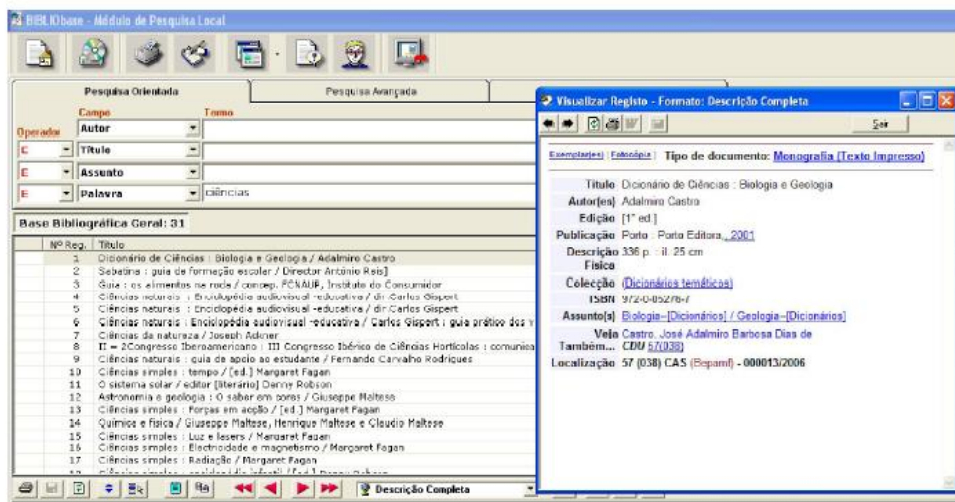 BIBLIObase - Módulo de Pesquisa Local
Pesquisa Orientada
Pesquisa Avançada
Campo
Termo
Operador
Autor
E
Título
E
Assunto
E
Palavra
ciências
Base Bibliográfica Geral: 31
Nº Reg.
Título
1 Dicionário de Ciências : Biologia e Geologia / Adalmiro Castro
2 Sabatina : guia de formação escolar / Director António Reis]
3 Guia : os alimentos na roda / concep. FCNAUP, Instituto do Consumidor
4 Ciências naturais : Enciclopédia audiovisual -educativa / dir Carlos Gispert
5 Ciências naturais : Enciclopédia audiovisual -educativa / dir Carlos Gispert
6 Ciências naturais : Enciclopédia audiovisual -educativa / Carlos Gispert : guia prático dos v
7 Ciências da natureza / Joseph
8 II = 2Congresso Iberoamericano : III Congresso Ibérico de Ciências Hortícolas : comunica
9 Ciências naturais : guia de apoio ao estudante / Fernando Carvalho Rodrigues
10 Ciências simples : tempo / [ed.] Margaret Fagan
11 O sistema solar / editor [literário] Denny Robson
12 Astronomia e geologia : O saber em cores / Giuseppe Maltese
13 Ciências simples : Forças em acção / [ed.] Margaret Fagan
14 Química e física / Giuseppe Maltese, Henrique Maltese e Claudio Maltese
15 Ciências simples : Luz e lasers / Margaret Fagan
16 Ciências simples : Electricidade e magnetismo / Margaret Fagan
17 Ciências simples : Radiação / Margaret Fagan
Descrição Completa
Visualizar Registo - Formato: Descrição Completa
Sair
Exemplar(es) | Fotocópia | Tipo de documento: Monografia (Texto Impresso)
Título Dicionário de Ciências : Biologia e Geologia
Autor(es) Adalmiro Castro
Edição [1ª ed.]
Publicação Porto : Porto Editora,, 2001
Descrição Física 336 p. : il. 25 cm
Colecção (Dicionários temáticos)
ISBN 972-0-05276-7
Assunto(s) Biologia--[Dicionários] / Geologia--[Dicionários]
Veja Também... Castro, José Adalmiro Barbosa Dias de
CDU 57(038)
Localização 57 (038) CAS (Bepamf) - 000013/2006